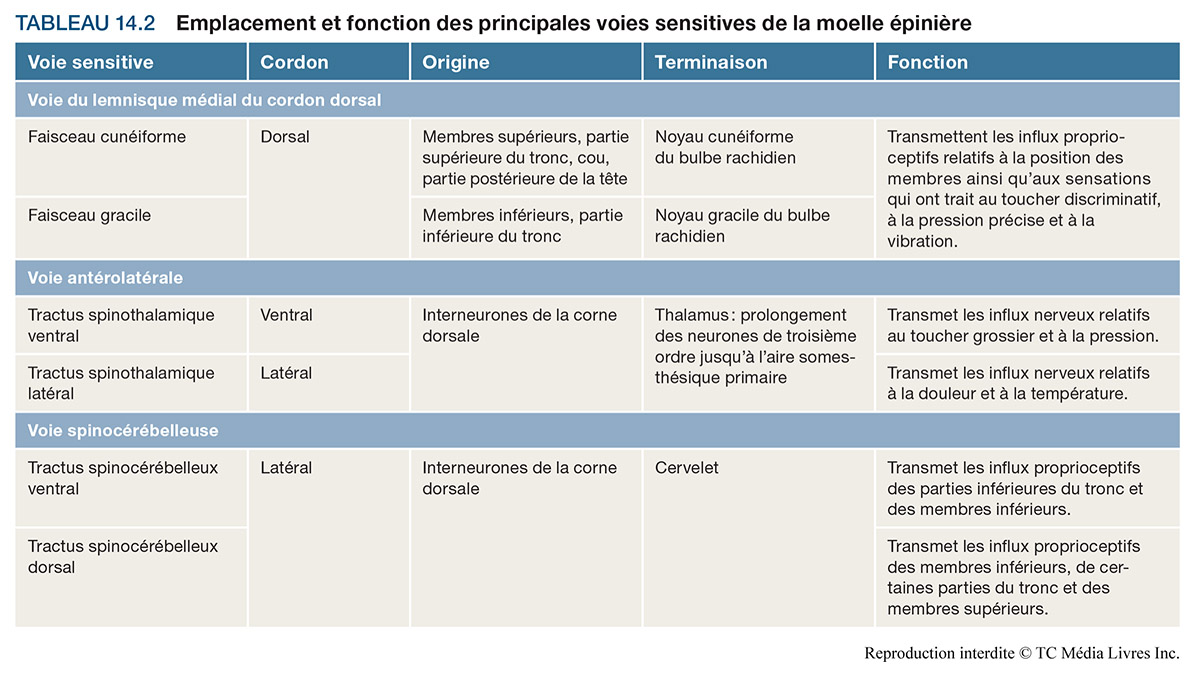 TABLEAU 14.2 Emplacement et fonction des principales voies sensitives de la moelle épinière
Voie sensitive Cordon Origine Terminaison Fonction
Voie du lemnisque médial du cordon dorsal
Faisceau cunéiforme
Dorsal
Membres supérieurs, partie
supérieure du tronc, cou,
partie postérieure de la tête
Noyau cunéiforme
du bulbe rachidien
Transmettent les influx proprio-
ceptifs relatifs à la position des
membres ainsi qu'aux sensations
qui ont trait au toucher discriminatif,
à la pression précise et à la
vibration.
Faisceau gracile
Membres inférieurs, partie
inférieure du tronc
Noyau gracile du bulbe
rachidien
Voie antérolatérale
Tractus spinothalamique
ventral
Ventral
Interneurones de la corne
dorsale
Thalamus : prolongement
des neurones de troisième
ordre jusqu'à l'aire somes-
thésique primaire
Transmet les influx nerveux relatifs
au toucher grossier et à la pression.
Tractus spinothalamique
latéral
Latéral
Transmet les influx nerveux relatifs
à la douleur et à la température.
Voie spinocérébelleuse
Tractus spinocérébelleux
ventral
Latéral
Interneurones de la corne
dorsale
Cervelet
Transmet les influx proprioceptifs
des parties inférieures du tronc et
des membres inférieurs.
Tractus spinocérébelleux
dorsal
Transmet les influx proprioceptifs
des membres inférieurs, de cer-
taines parties du tronc et des
membres supérieurs.
Reproduction interdite © TC Média Livres Inc.